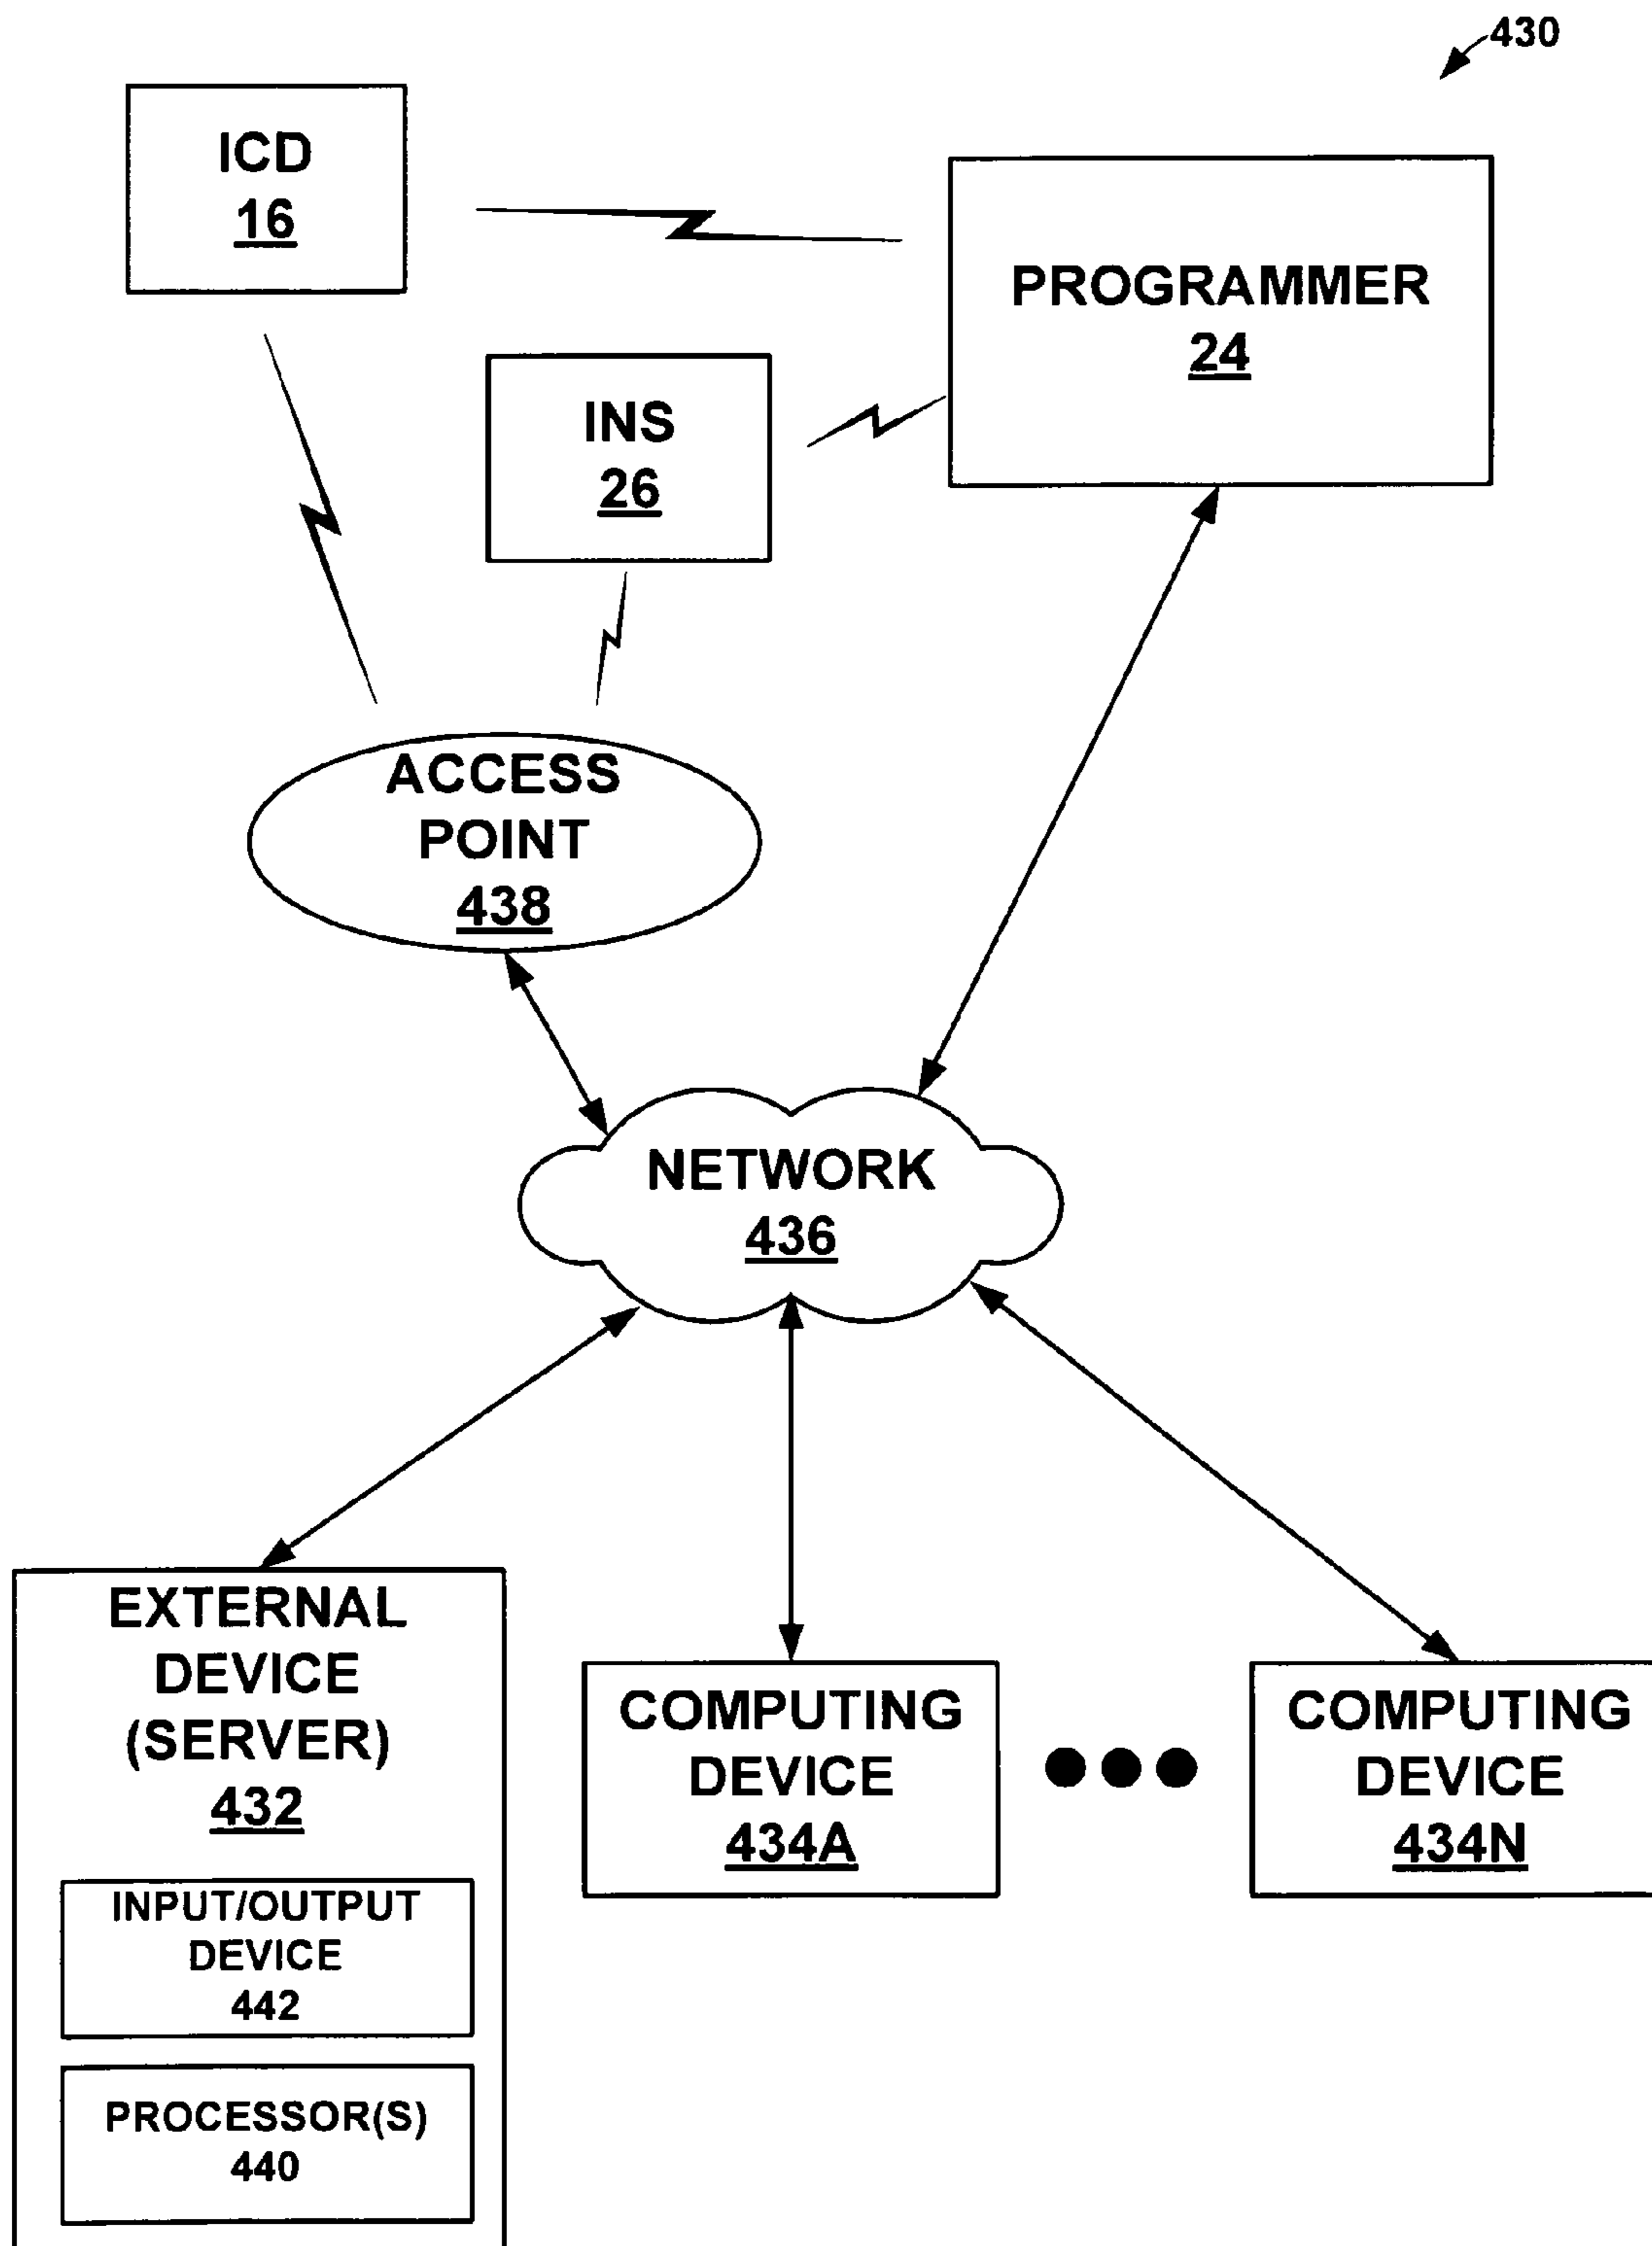 430
ICD
16
PROGRAMMER
24
INS
26
ACCESS
POINT
438
NETWORK
436
EXTERNAL
DEVICE
(SERVER)
432
INPUT/OUTPUT
DEVICE
442
PROCESSOR(S)
440
COMPUTING
DEVICE
434A
COMPUTING
DEVICE
434N